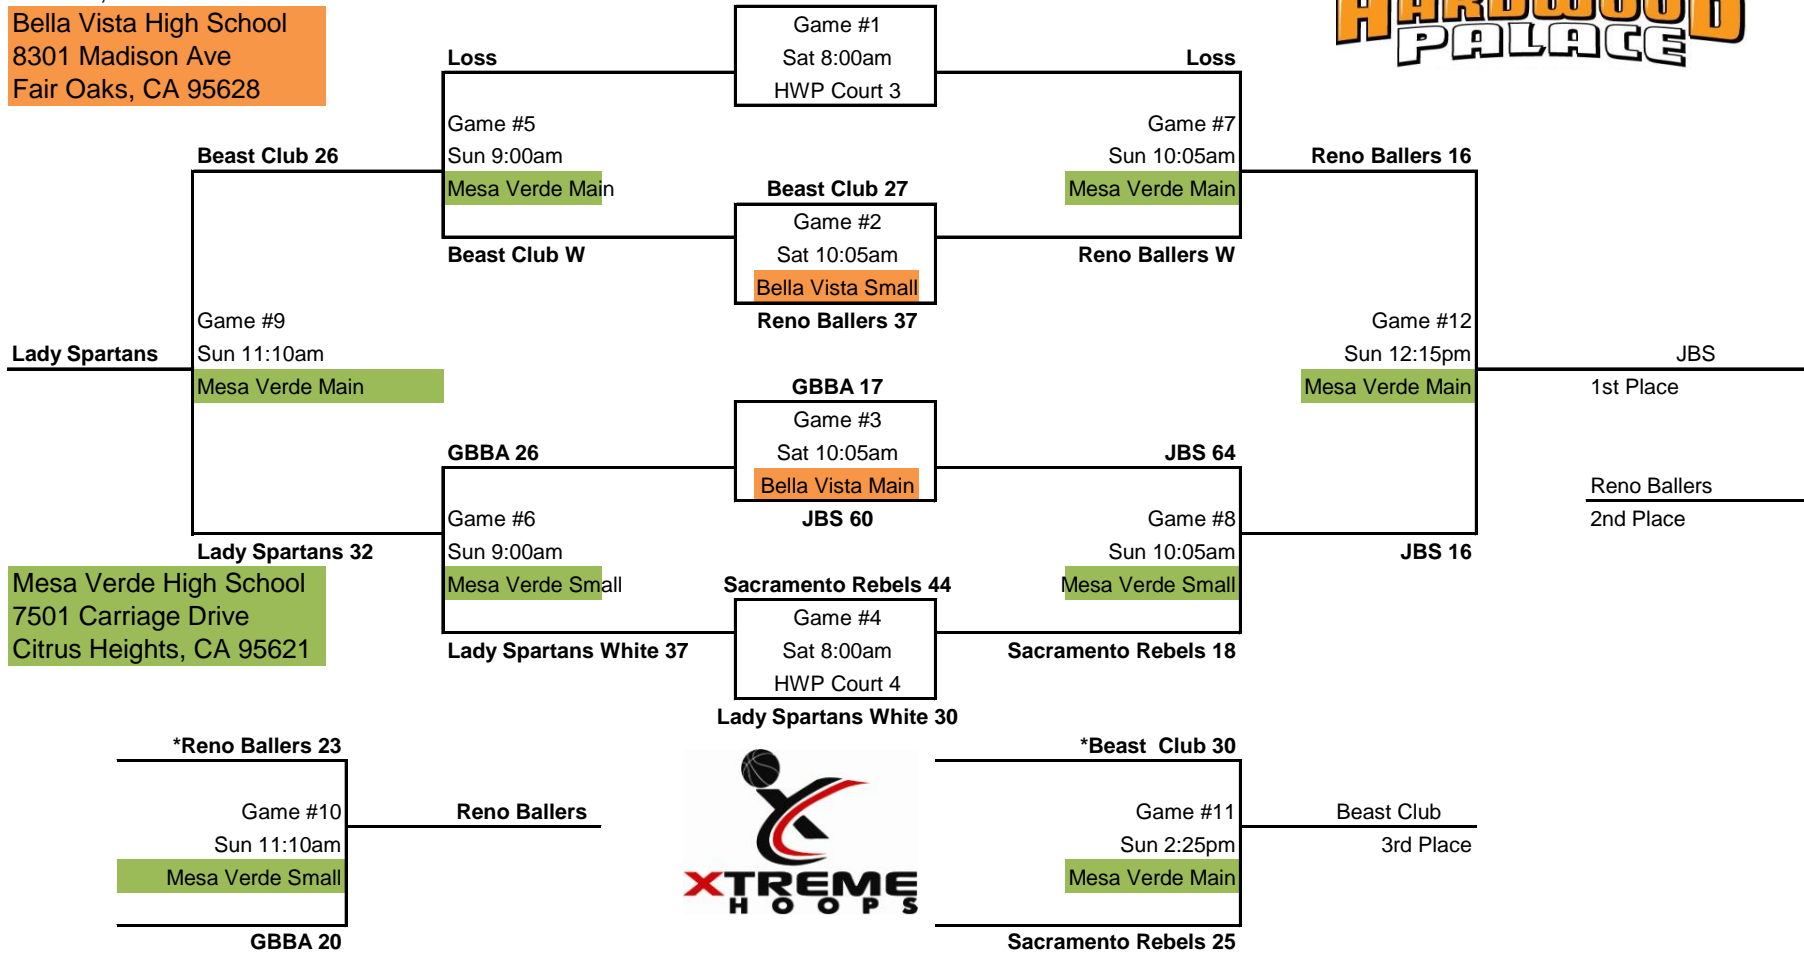 Bella Vista High School
8301 Madison Ave
Fair Oaks, CA 95628
HARDWOOD
PALACE
Game #1
Sat 8:00am
HWP Court 3
Loss
Loss
Game #5
Sun 9:00am
Mesa Verde Main
Game #7
Sun 10:05am
Mesa Verde Main
Beast Club 26
Reno Ballers 16
Beast Club 27
Game #2
Sat 10:05am
Bella Vista Small
Reno Ballers 37
Beast Club W
Reno Ballers W
Game #9
Sun 11:10am
Mesa Verde Main
Lady Spartans
Game #12
Sun 12:15pm
Mesa Verde Main
JBS
1st Place
GBBA 17
Game #3
Sat 10:05am
Bella Vista Main
JBS 60
GBBA 26
JBS 64
Reno Ballers
2nd Place
Game #6
Sun 9:00am
Mesa Verde Small
Game #8
Sun 10:05am
Mesa Verde Small
Lady Spartans 32
JBS 16
Mesa Verde High School
7501 Carriage Drive
Citrus Heights, CA 95621
Sacramento Rebels 44
Game #4
Sat 8:00am
HWP Court 4
Lady Spartans White 30
Lady Spartans White 37
Sacramento Rebels 18
*Reno Ballers 23
Game #10
Sun 11:10am
Mesa Verde Small
GBBA 20
Reno Ballers
XTREME
HOOPS
*Beast  Club 30
Game #11
Sun 2:25pm
Mesa Verde Main
Sacramento Rebels 25
Beast Club
3rd Place